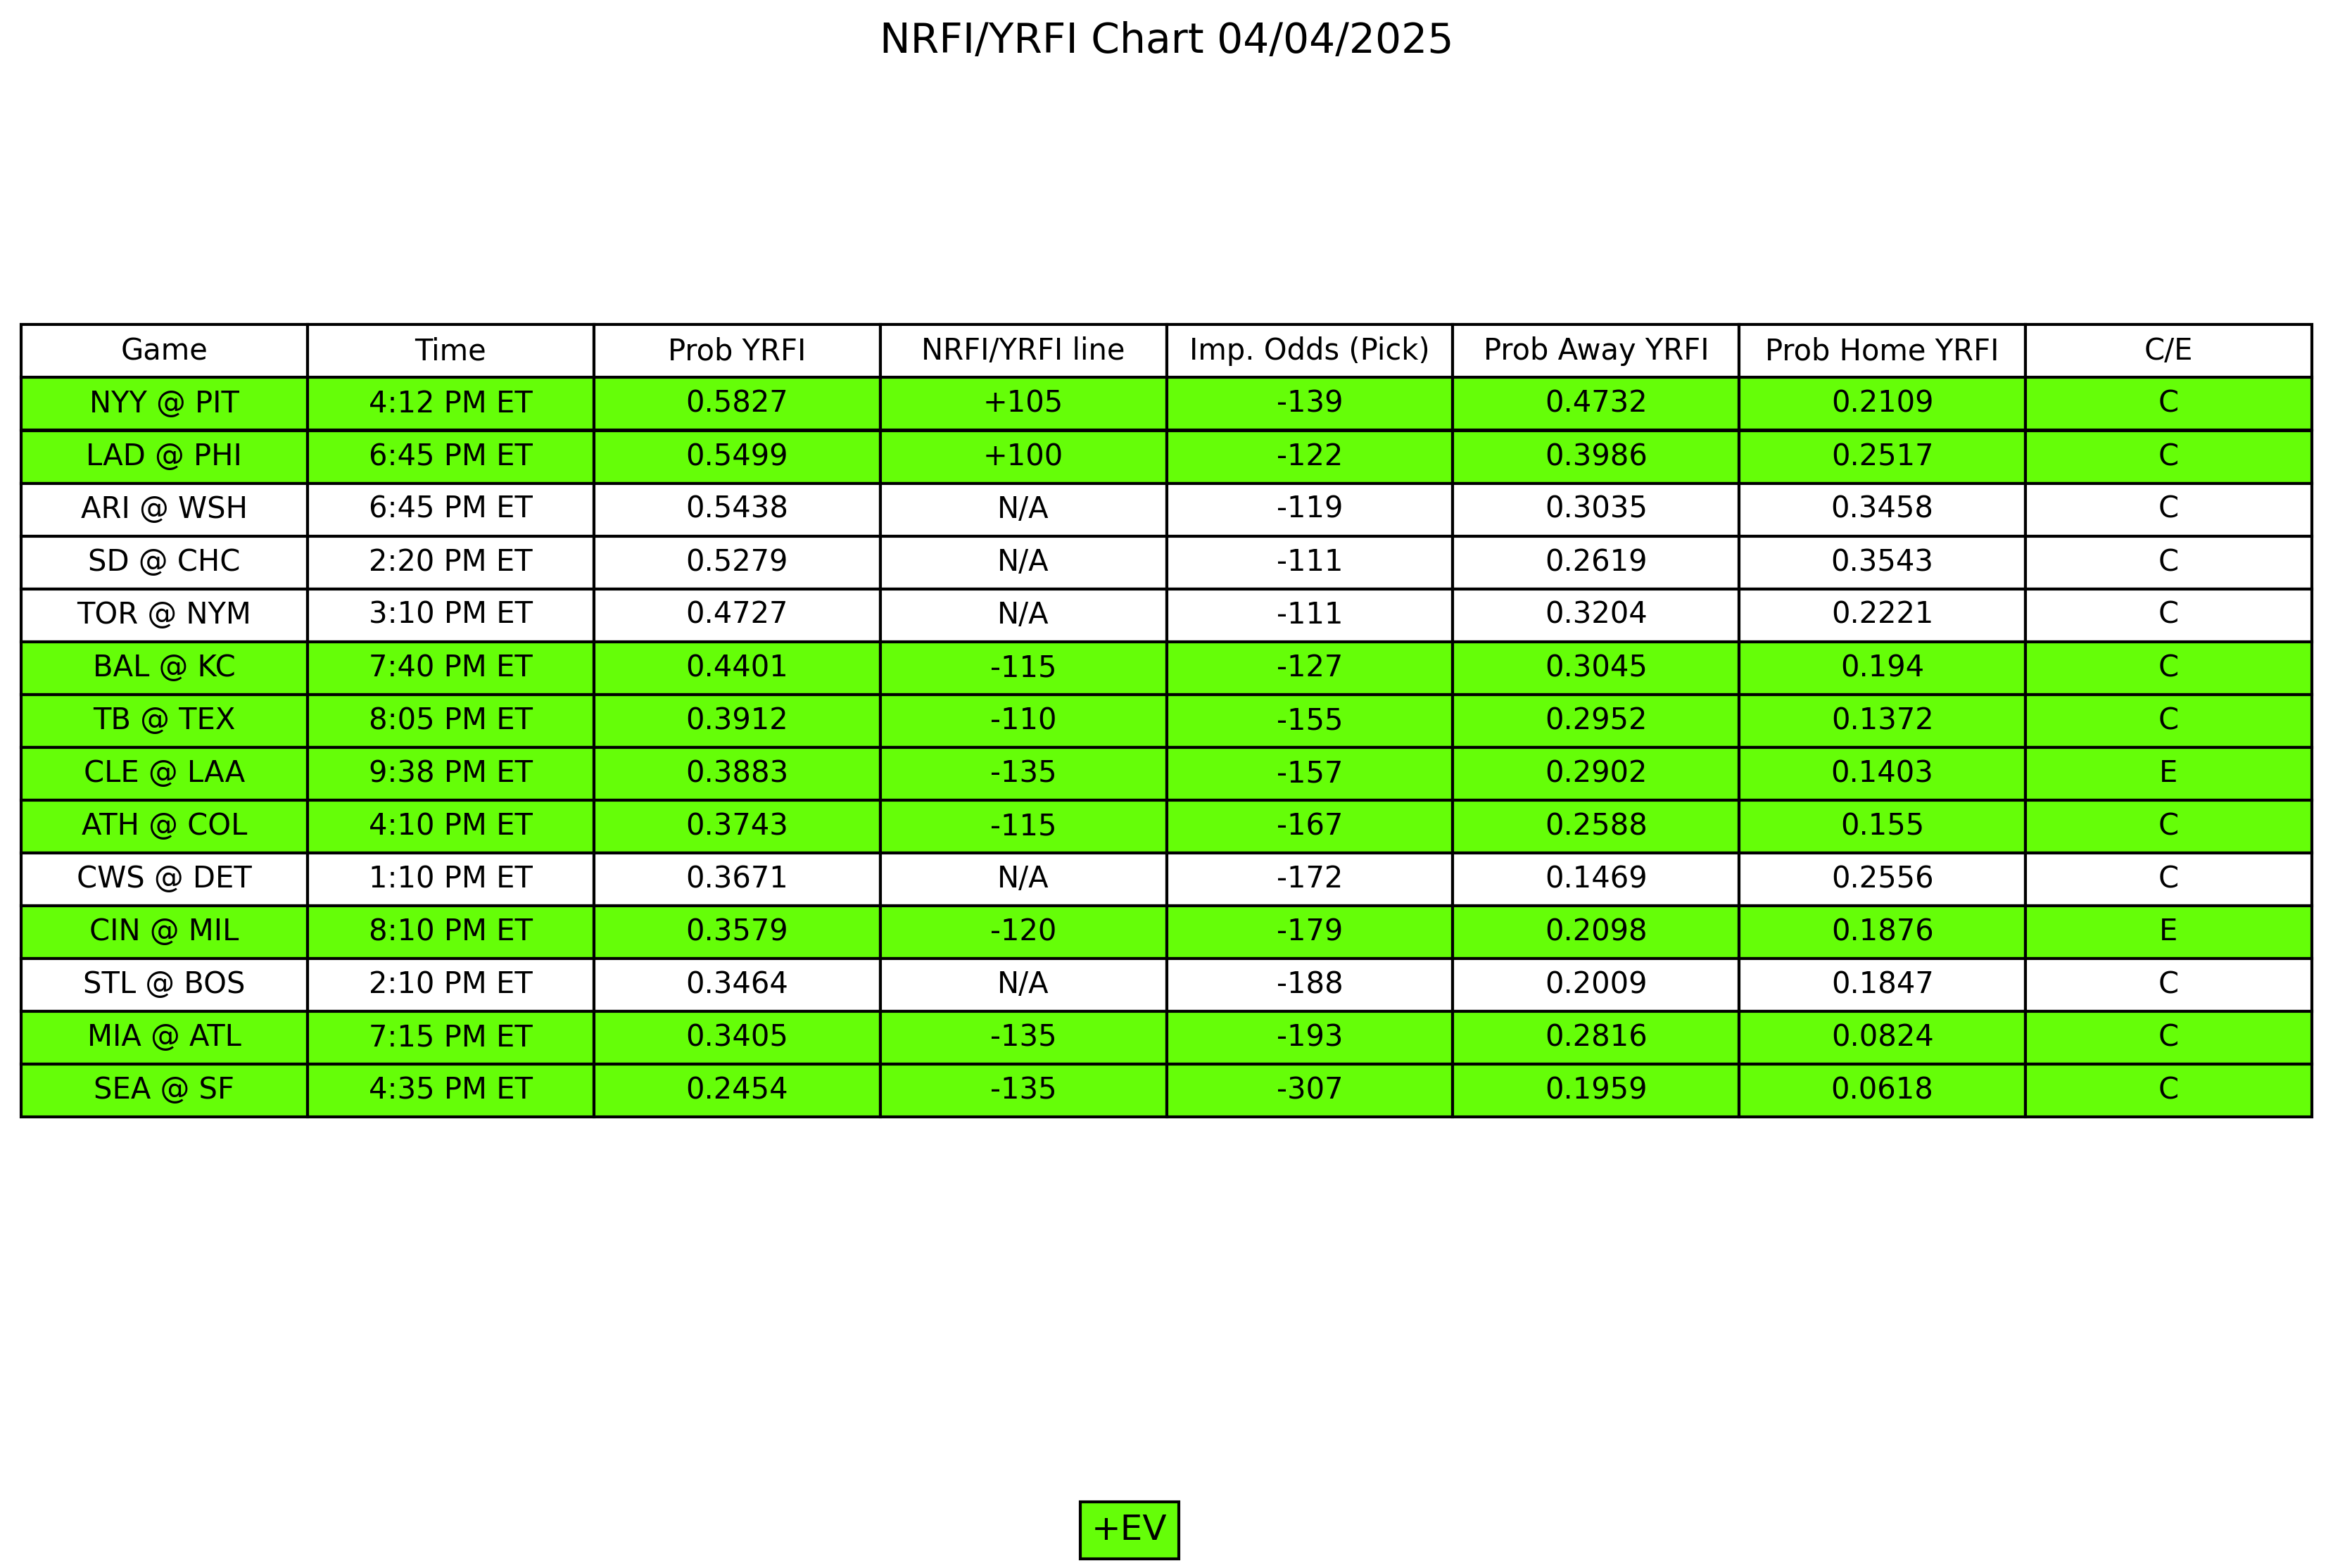 NRFI/YRFI Chart 04/04/2025
Game Time Prob YRFI NRFI/YRFI line Imp. Odds (Pick) Prob Away YRFI Prob Home YRFI C/E
NYY @ PIT 4:12 PM ET 0.5827 +105 -139 0.4732 0.2109 C
LAD @ PHI 6:45 PM ET 0.5499 +100 -122 0.3986 0.2517 C
ARI @ WSH 6:45 PM ET 0.5438 N/A -119 0.3035 0.3458 C
SD @ CHC 2:20 PM ET 0.5279 N/A -111 0.2619 0.3543 C
TOR @ NYM 3:10 PM ET 0.4727 N/A -111 0.3204 0.2221 C
BAL @ KC 7:40 PM ET 0.4401 -115 -127 0.3045 0.194 C
TB @ TEX 8:05 PM ET 0.3912 -110 -155 0.2952 0.1372 C
CLE @ LAA 9:38 PM ET 0.3883 -135 -157 0.2902 0.1403 E
ATH @ COL 4:10 PM ET 0.3743 -115 -167 0.2588 0.155 C
CWS @ DET 1:10 PM ET 0.3671 N/A -172 0.1469 0.2556 C
CIN @ MIL 8:10 PM ET 0.3579 -120 -179 0.2098 0.1876 E
STL @ BOS 2:10 PM ET 0.3464 N/A -188 0.2009 0.1847 C
MIA @ ATL 7:15 PM ET 0.3405 -135 -193 0.2816 0.0824 C
SEA @ SF 4:35 PM ET 0.2454 -135 -307 0.1959 0.0618 C
+EV